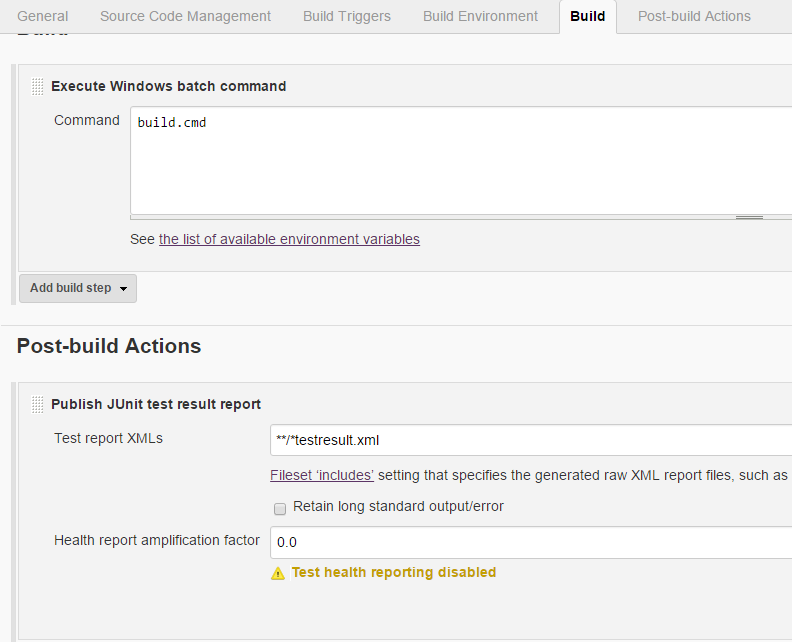 General Source Code Management Build Triggers Build Environment Build Post-build Actions
Build
Execute Windows batch command
Command build.cmd
See the list of available environment variables
Add build step
Post-build Actions
Publish JUnit test result report
Test report XMLs **/*testresult.xml
Fileset ‘includes’ setting that specifies the generated raw XML report files, such as
Retain long standard output/error
Health report amplification factor 0.0
Test health reporting disabled